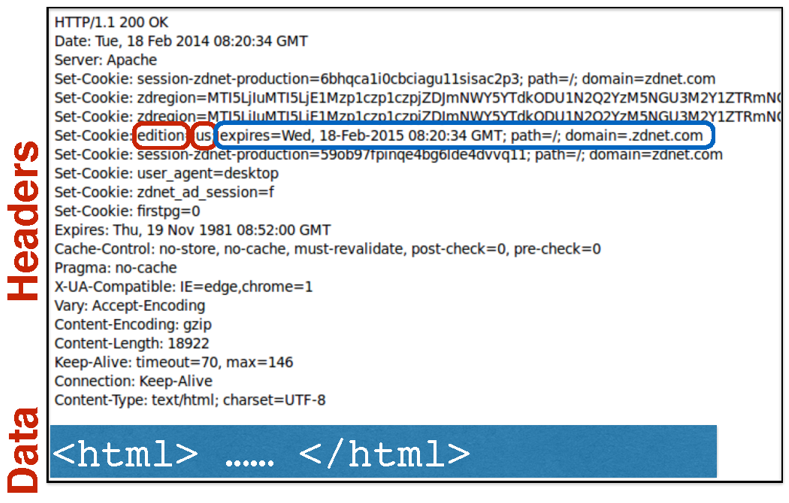 HTTP/1.1 200 OK
Date: Tue, 18 Feb 2014 08:20:34 GMT
Server: Apache
Set-Cookie: session-zdnet-production=6bhqca1i0cbciagu11sisac2p3; path=/; domain=zdnet.com
Set-Cookie: zdregion=MTI5LjIuMTI5LjE1Mzp1czp1czpjZDJmNWY5YTdkODU1N2Q2YzM5NGU3M2Y1ZTRmN
Set-Cookie: zdregion=MTI5LjIuMTI5LjE1Mzp1czp1czpjZDJmNWY5YTdkODU1N2Q2YzM5NGU3M2Y1ZTRmN
Set-Cookie: edition us expires=Wed, 18-Feb-2015 08:20:34 GMT; path=/; domain=.zdnet.com
Set-Cookie: session-zdnet-production=59ob97fpinqe4bg6lde4dvvq11; path=/; domain=zdnet.com
Set-Cookie: user_agent=desktop
Set-Cookie: zdnet_ad_session=f
Set-Cookie: firstpg=0
Expires: Thu, 19 Nov 1981 08:52:00 GMT
Cache-Control: no-store, no-cache, must-revalidate, post-check=0, pre-check=0
Pragma: no-cache
X-UA-Compatible: IE=edge,chrome=1
Vary: Accept-Encoding
Content-Encoding: gzip
Content-Length: 18922
Keep-Alive: timeout=70, max=146
Connection: Keep-Alive
Content-Type: text/html; charset=UTF-8
<html> …… </html>
Headers
Data